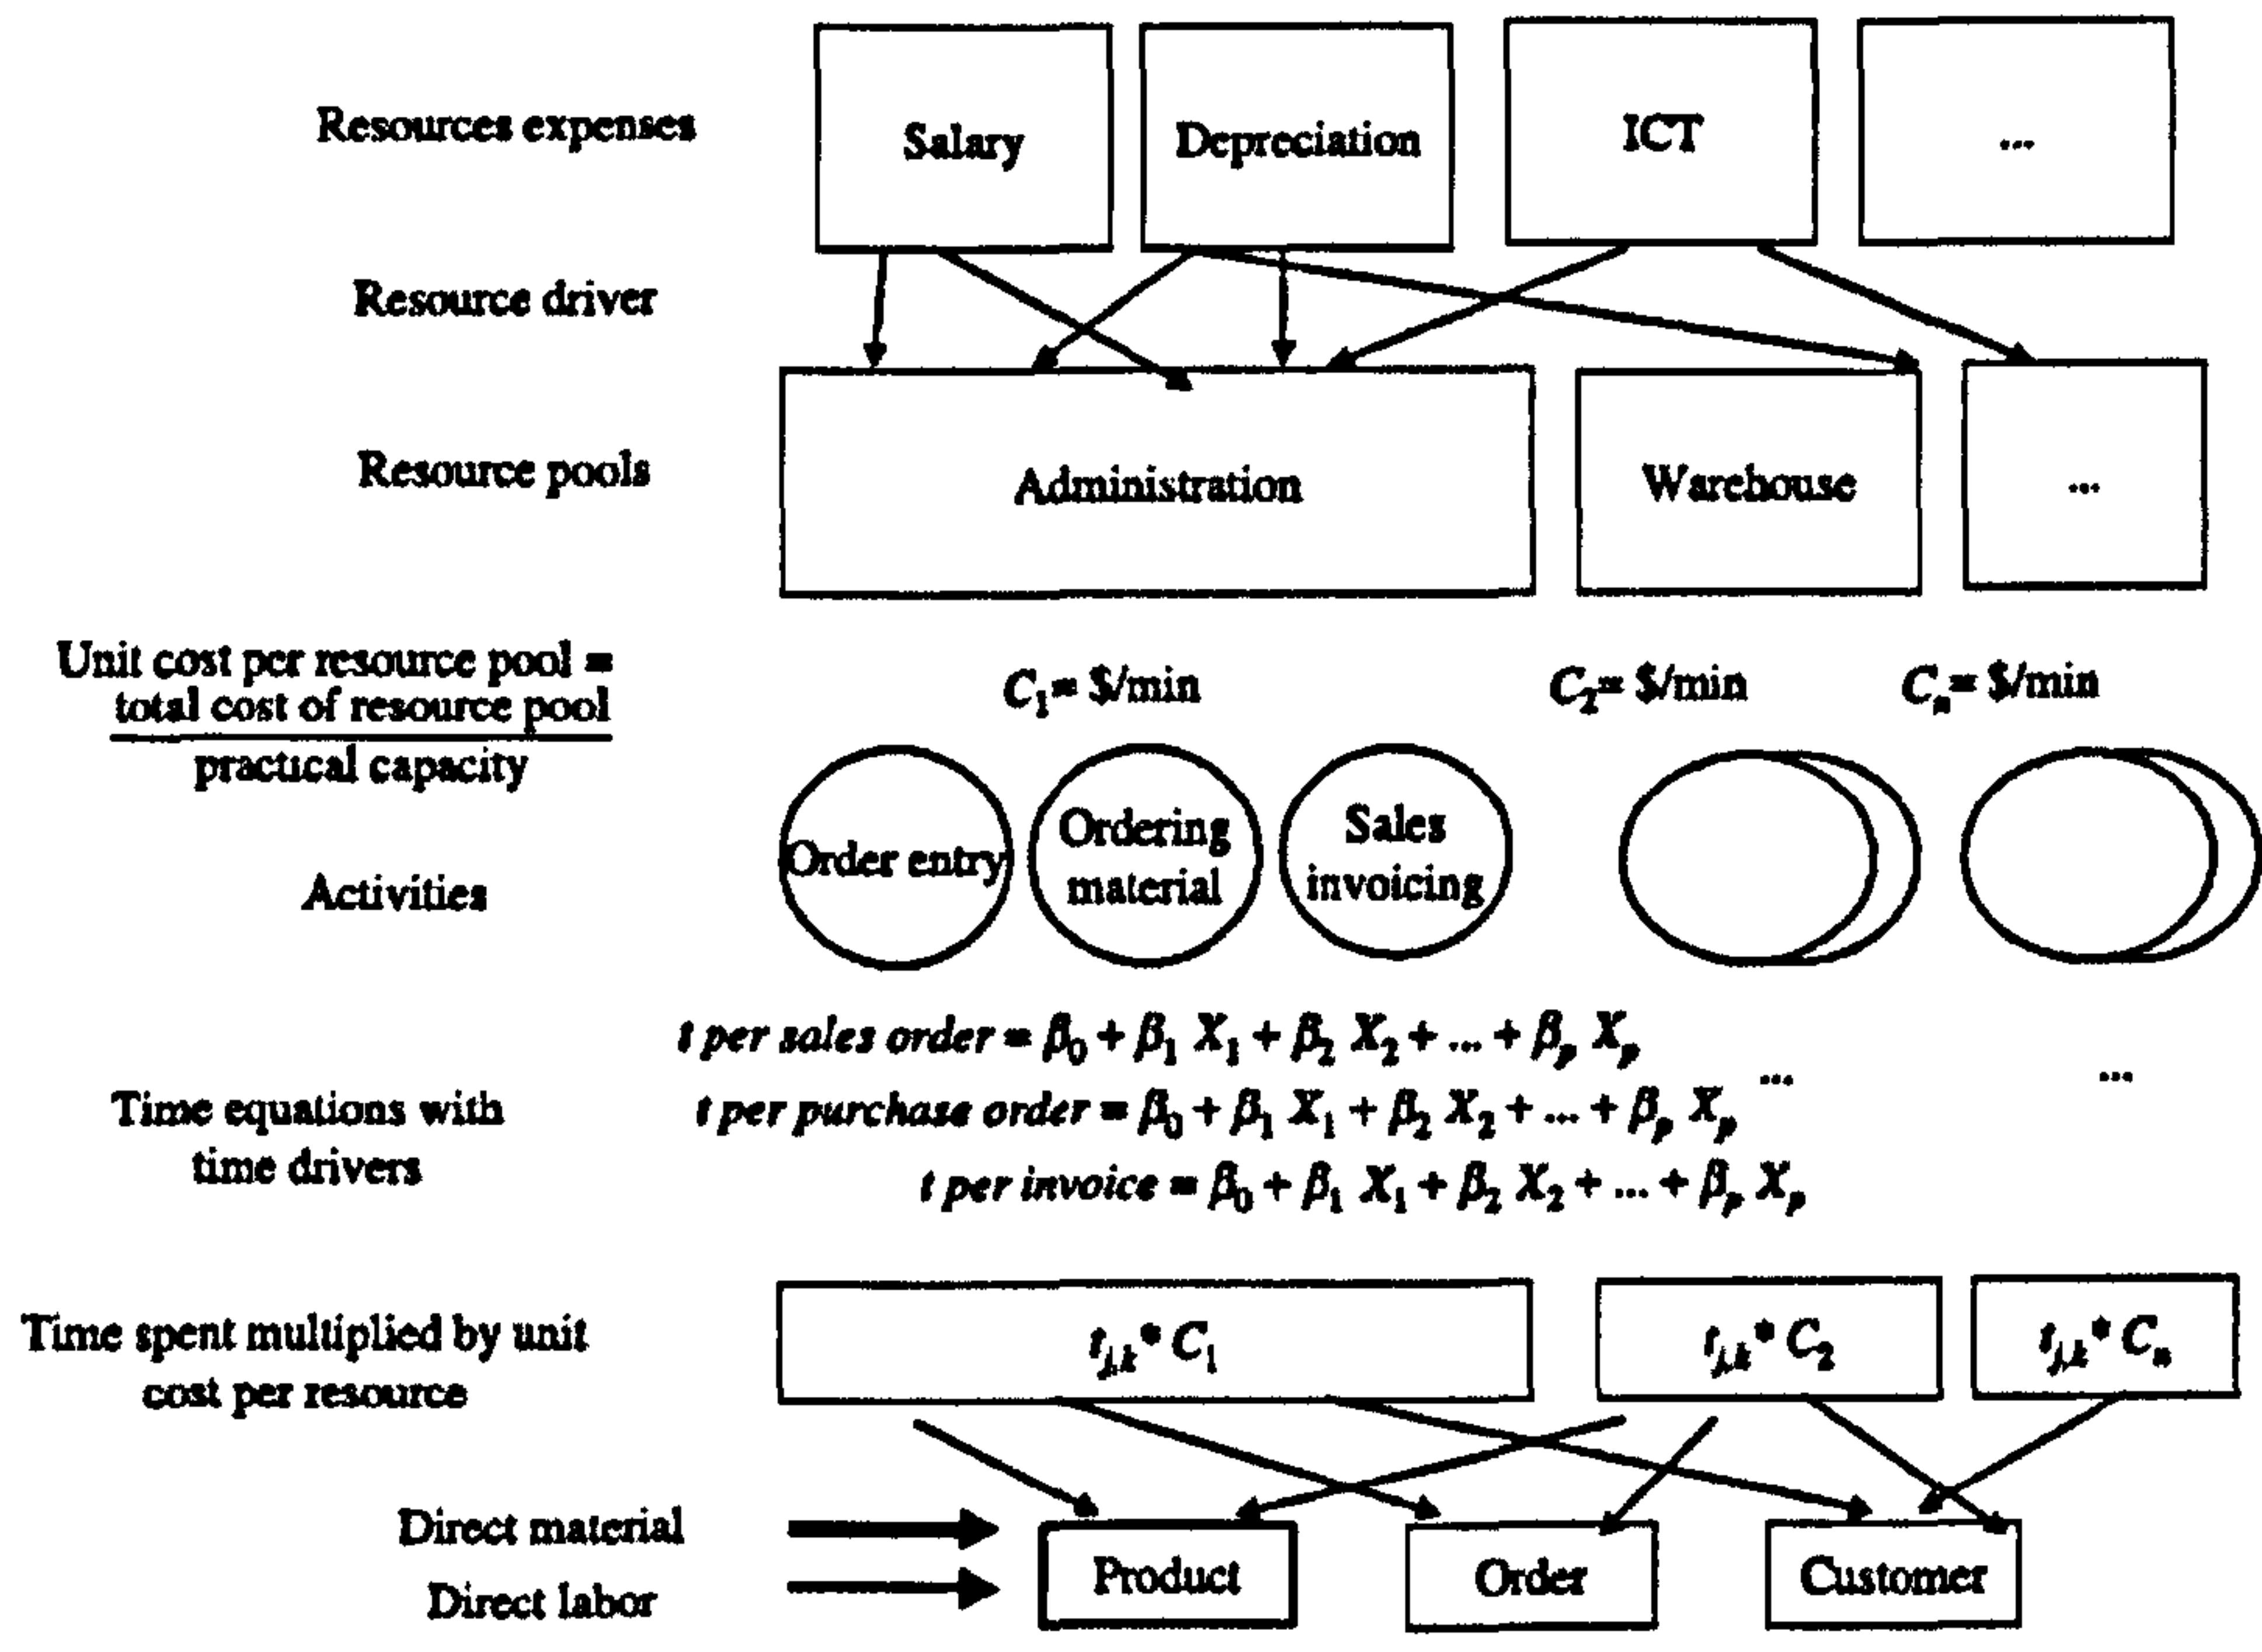 Resources expenses
Salary
Depreciation
ICT
...
Resource driver
Resource pools
Administration
Warehouse
...
Unit cost per resource pool =
total cost of resource pool
practical capacity
C₁= $/min
C₂= $/min
Cₙ= $/min
Activities
Order entry
Ordering
material
Sales
invoicing
Time equations with
time drivers
t per sales order = β₀ + β₁ X₁ + β₂ X₂ + ... + βₚ Xₚ
t per purchase order = β₀ + β₁ X₁ + β₂ X₂ + ... + βₚ Xₚ
t per invoice = β₀ + β₁ X₁ + β₂ X₂ + ... + βₚ Xₚ
...
...
Time spent multiplied by unit
cost per resource
t_{j,k} * C₁
t_{j,k} * C₂
t_{j,k} * Cₙ
Direct material
Direct labor
Product
Order
Customer